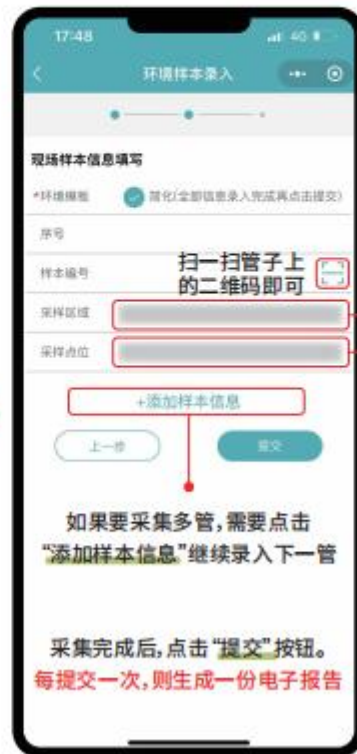 17:48
4G
环境样本录入
现场样本信息填写
*环境模板 简化(全部信息录入完成再点击提交)
序号
样本编号
扫一扫管子上
的二维码即可
采样区域
采样点位
+添加样本信息
上一步
提交
如果要采集多管,需要点击
“添加样本信息”继续录入下一管
采集完成后,点击“提交”按钮。
每提交一次,则生成一份电子报告